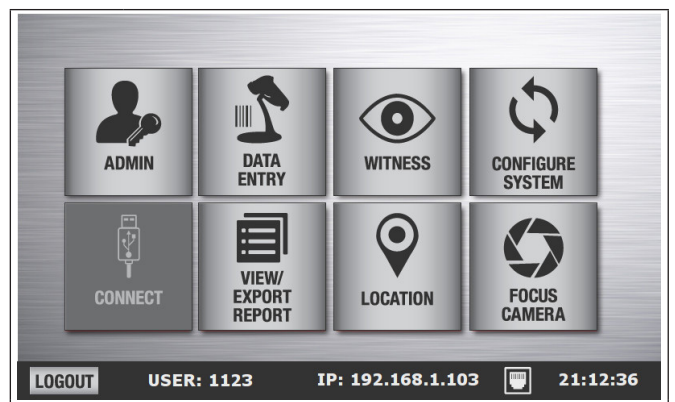 ADMIN
DATA
ENTRY
WITNESS
CONFIGURE
SYSTEM
CONNECT
VIEW/
EXPORT
REPORT
LOCATION
FOCUS
CAMERA
LOGOUT USER: 1123 IP: 192.168.1.103 21:12:36